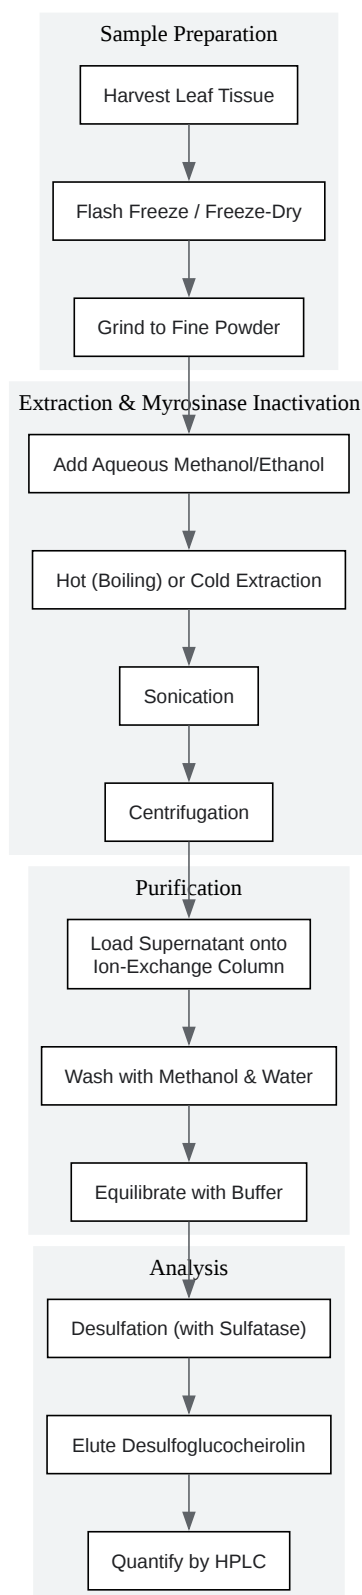 Sample Preparation
Harvest Leaf Tissue
Flash Freeze / Freeze-Dry
Grind to Fine Powder
Extraction & Myrosinase Inactivation
Add Aqueous Methanol/Ethanol
Hot (Boiling) or Cold Extraction
Sonication
Centrifugation
Purification
Load Supernatant onto
Ion-Exchange Column
Wash with Methanol & Water
Equilibrate with Buffer
Analysis
Desulfation (with Sulfatase)
Elute Desulfoglucocheirolin
Quantify by HPLC